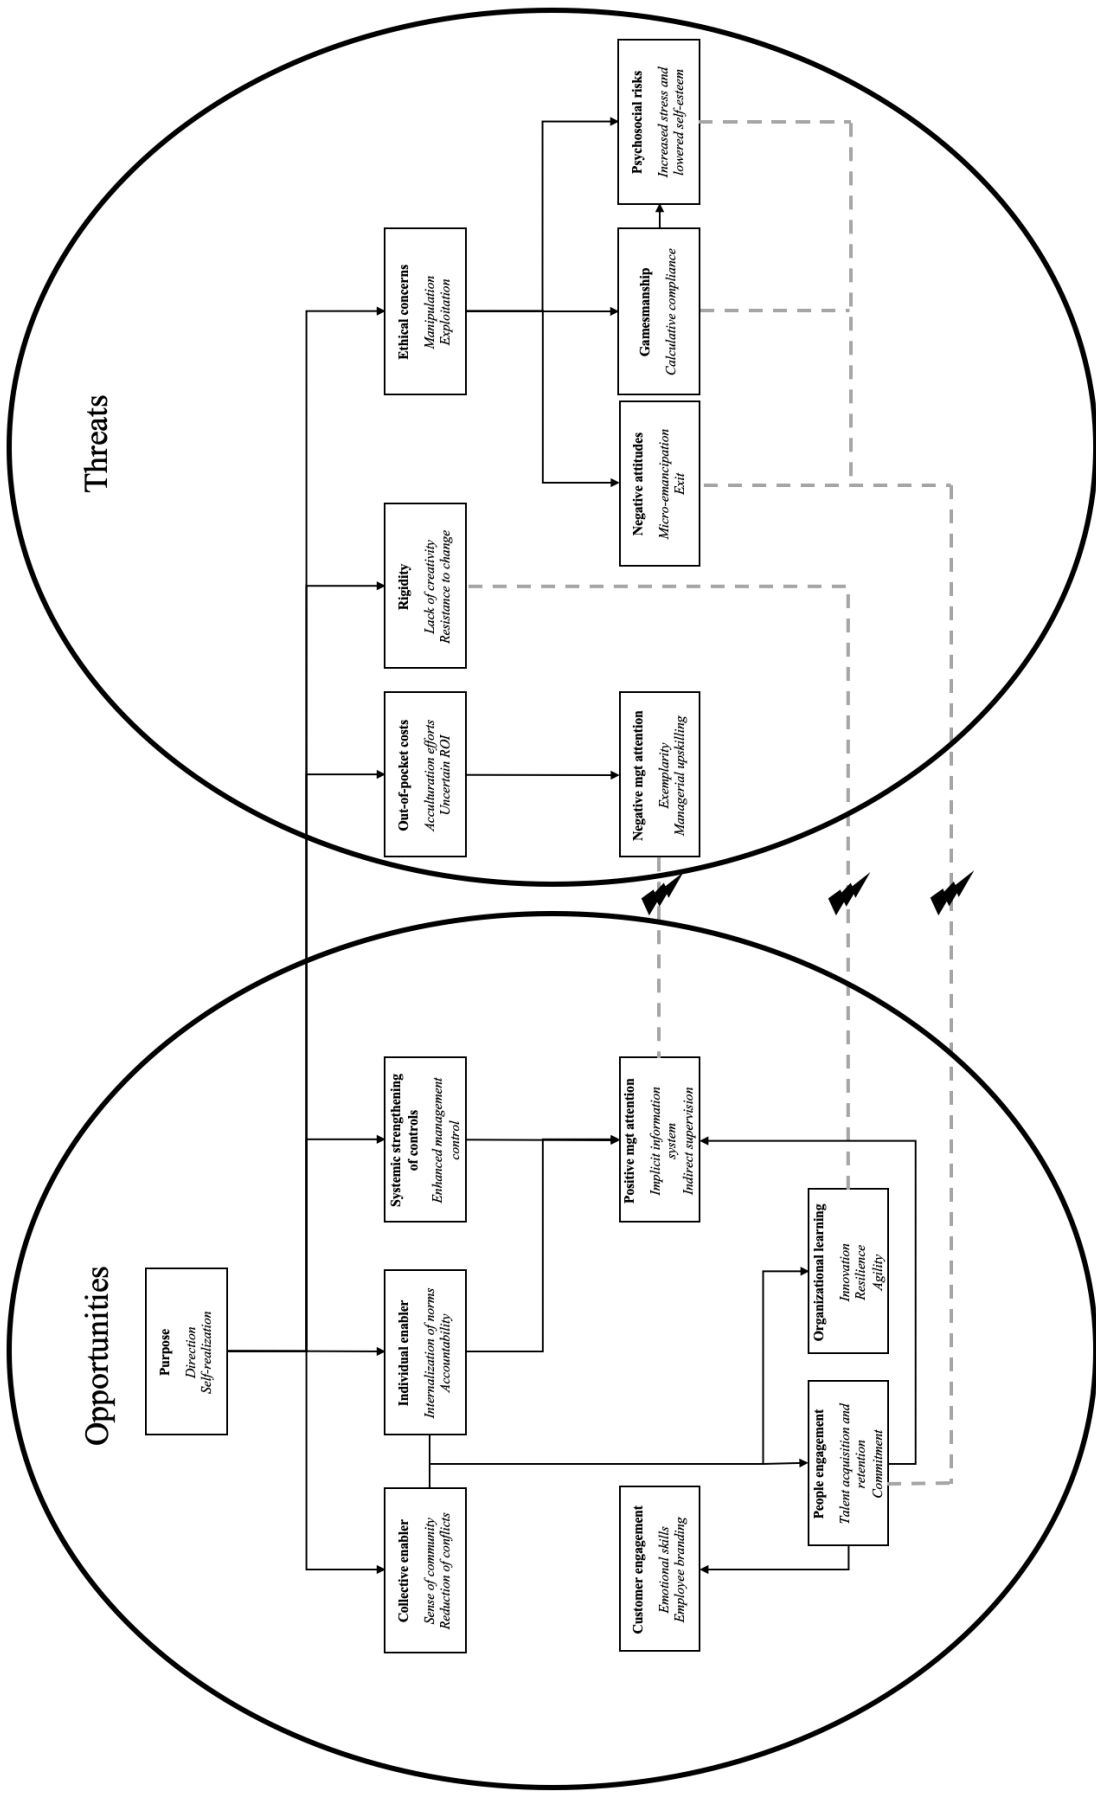 Opportunities
Threats
Purpose
Direction
Self-realization
Collective enabler
Sense of community
Reduction of conflicts
Individual enabler
Internalization of norms
Accountability
Systemic strengthening
of controls
Enhanced management
control
Out-of-pocket costs
Acculturation efforts
Uncertain ROI
Rigidity
Lack of creativity
Resistance to change
Ethical concerns
Manipulation
Exploitation
Customer engagement
Emotional skills
Employee branding
Positive mgt attention
Implicit information
system
Indirect supervision
Negative mgt attention
Exemplarity
Managerial upskilling
Negative attitudes
Micro-emancipation
Exit
Gamesmanship
Calculative compliance
Psychosocial risks
Increased stress and
lowered self-esteem
People engagement
Talent acquisition and
retention
Commitment
Organizational learning
Innovation
Resilience
Agility